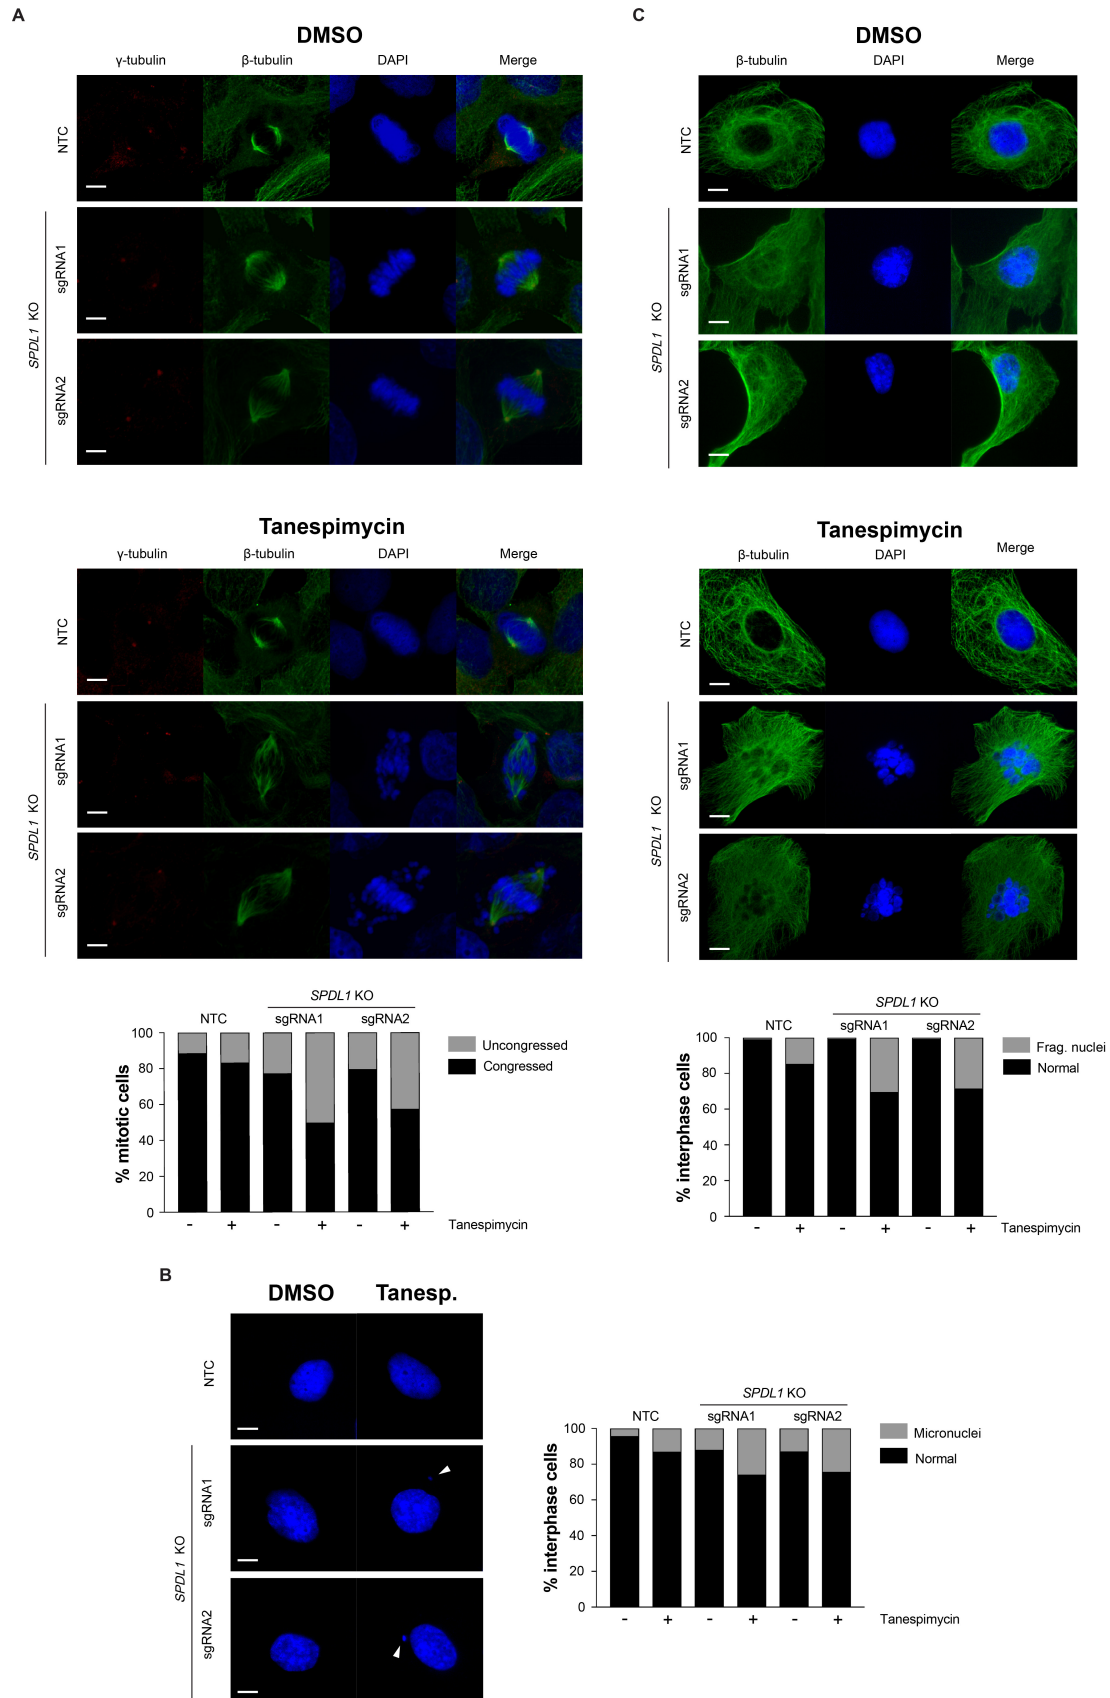 A
DMSO
γ-tubulin β-tubulin DAPI Merge
NTC
SPDL1 KO
sgRNA1
sgRNA2
Tanespimycin
γ-tubulin β-tubulin DAPI Merge
NTC
SPDL1 KO
sgRNA1
sgRNA2
SPDL1 KO
NTC sgRNA1 sgRNA2
% mitotic cells
100
80
60
40
20
0
Uncongressed
Congressed
- + - + - + Tanespimycin
C
DMSO
β-tubulin DAPI Merge
NTC
SPDL1 KO
sgRNA1
sgRNA2
Tanespimycin
β-tubulin DAPI Merge
NTC
SPDL1 KO
sgRNA1
sgRNA2
SPDL1 KO
NTC sgRNA1 sgRNA2
% interphase cells
100
80
60
40
20
0
Frag. nuclei
Normal
- + - + - + Tanespimycin
B
DMSO Tanesp.
NTC
SPDL1 KO
sgRNA1
sgRNA2
SPDL1 KO
NTC sgRNA1 sgRNA2
% interphase cells
100
80
60
40
20
0
Micronuclei
Normal
- + - + - + Tanespimycin